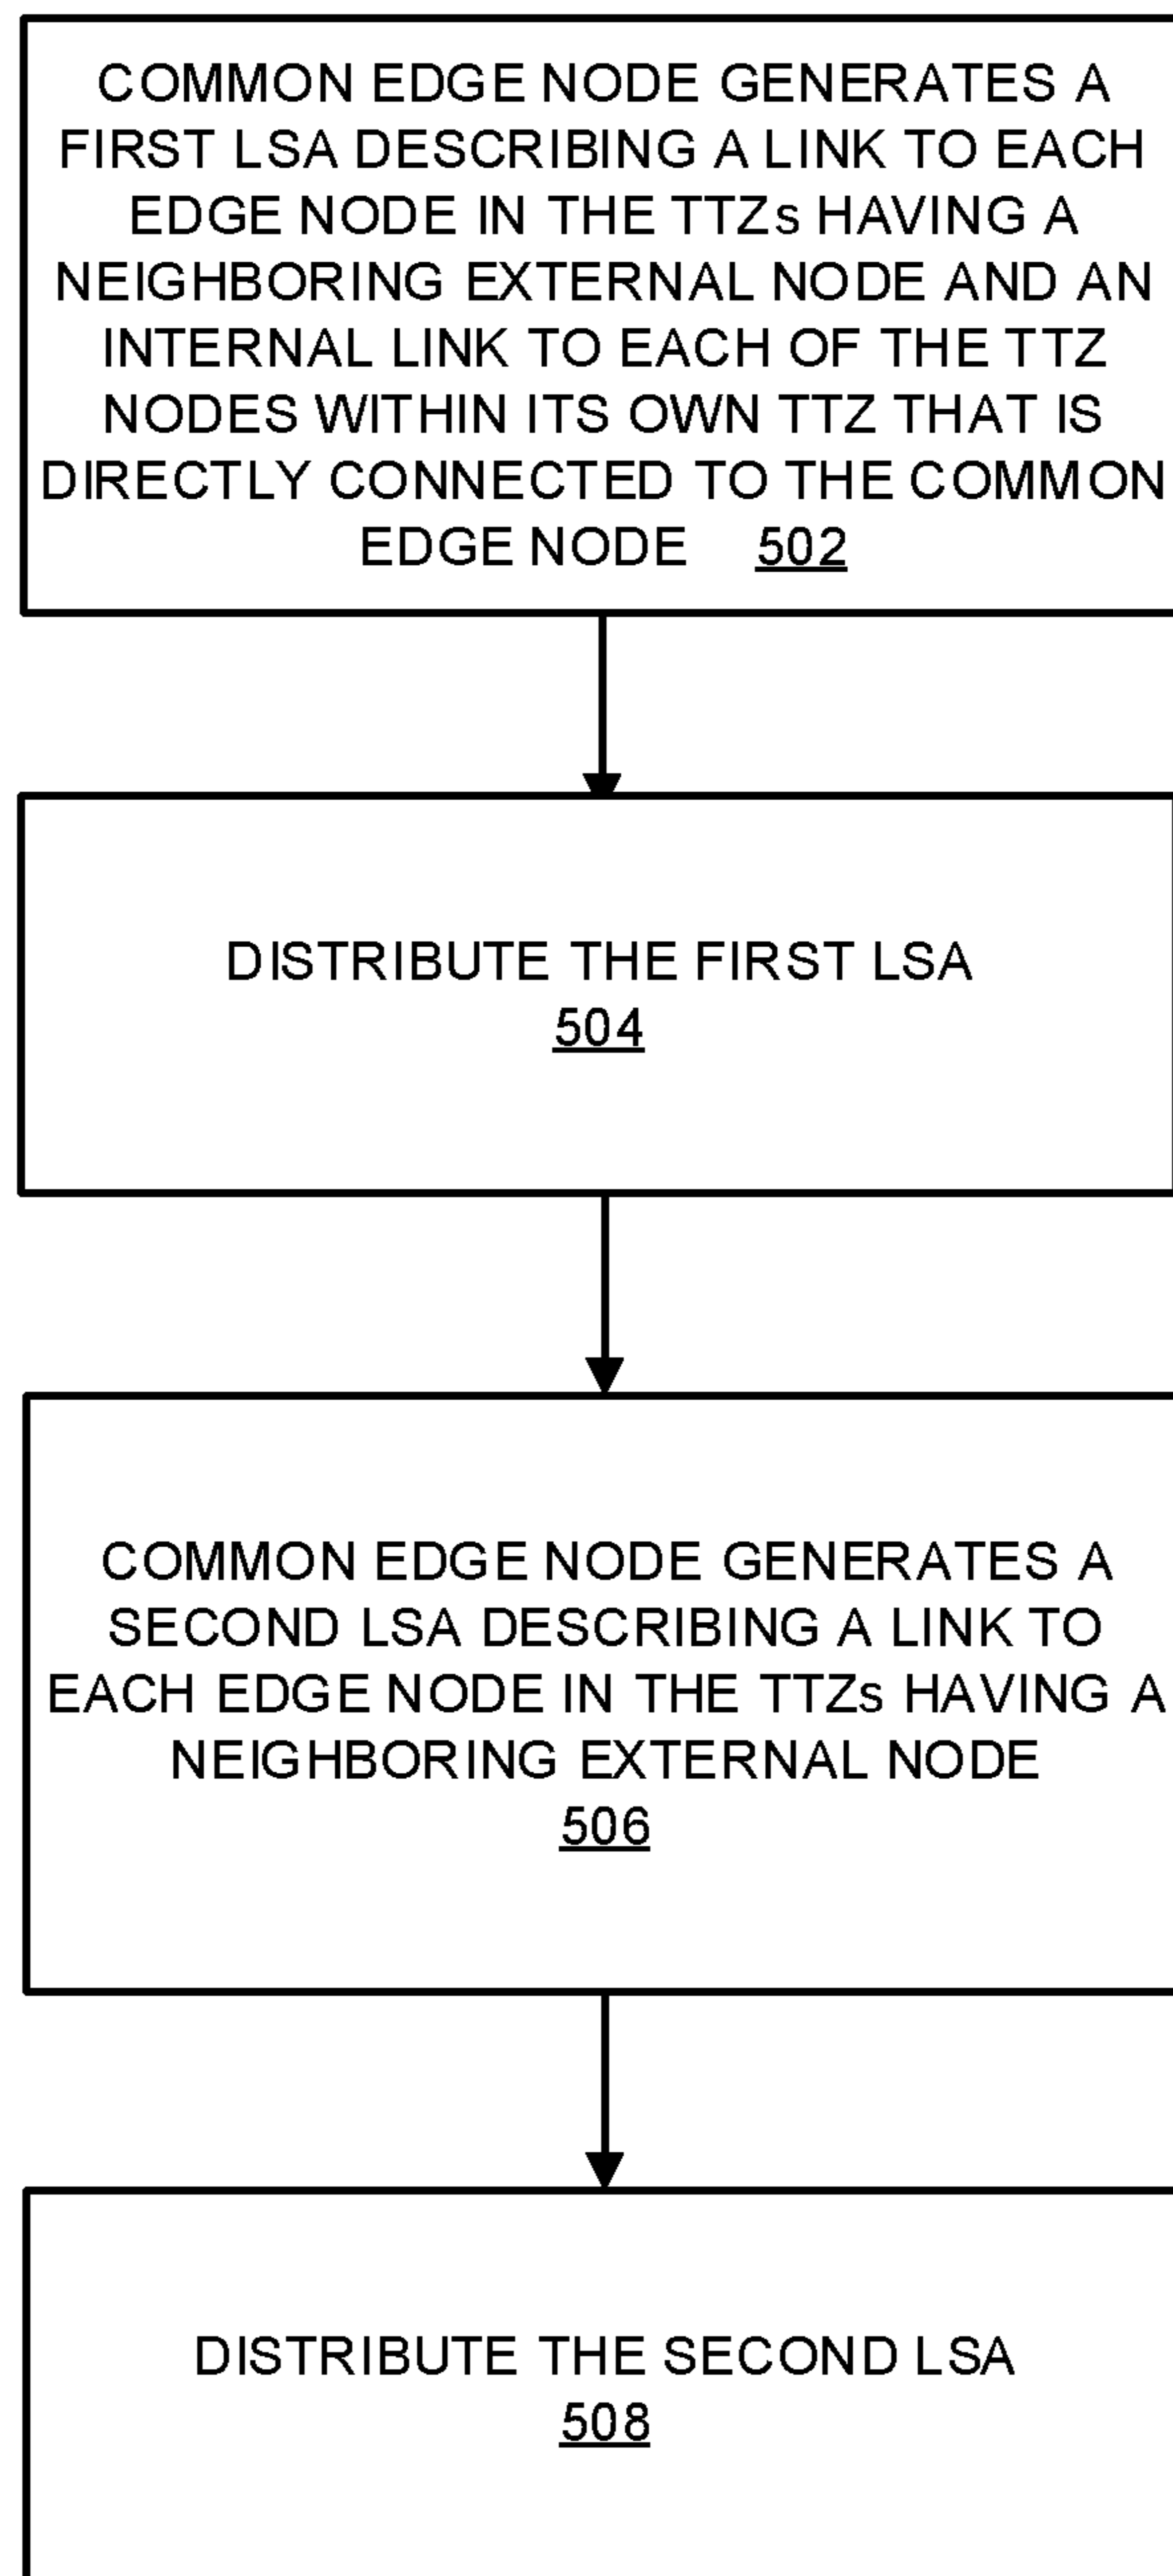 COMMON EDGE NODE GENERATES A
FIRST LSA DESCRIBING A LINK TO EACH
EDGE NODE IN THE TTZs HAVING A
NEIGHBORING EXTERNAL NODE AND AN
INTERNAL LINK TO EACH OF THE TTZ
NODES WITHIN ITS OWN TTZ THAT IS
DIRECTLY CONNECTED TO THE COMMON
EDGE NODE 502
DISTRIBUTE THE FIRST LSA
504
COMMON EDGE NODE GENERATES A
SECOND LSA DESCRIBING A LINK TO
EACH EDGE NODE IN THE TTZs HAVING A
NEIGHBORING EXTERNAL NODE
506
DISTRIBUTE THE SECOND LSA
508